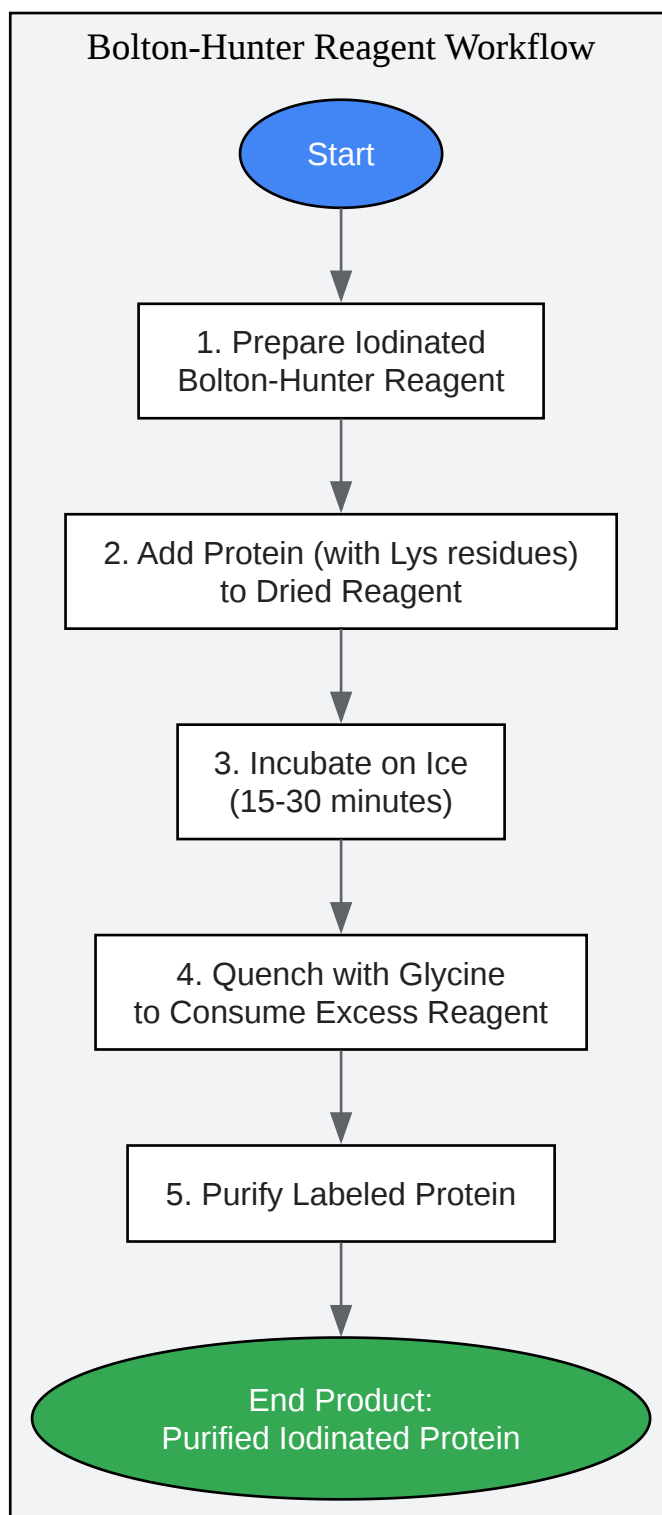 Bolton-Hunter Reagent Workflow
Start
1. Prepare Iodinated
Bolton-Hunter Reagent
2. Add Protein (with Lys residues)
to Dried Reagent
3. Incubate on Ice
(15-30 minutes)
4. Quench with Glycine
to Consume Excess Reagent
5. Purify Labeled Protein
End Product:
Purified Iodinated Protein